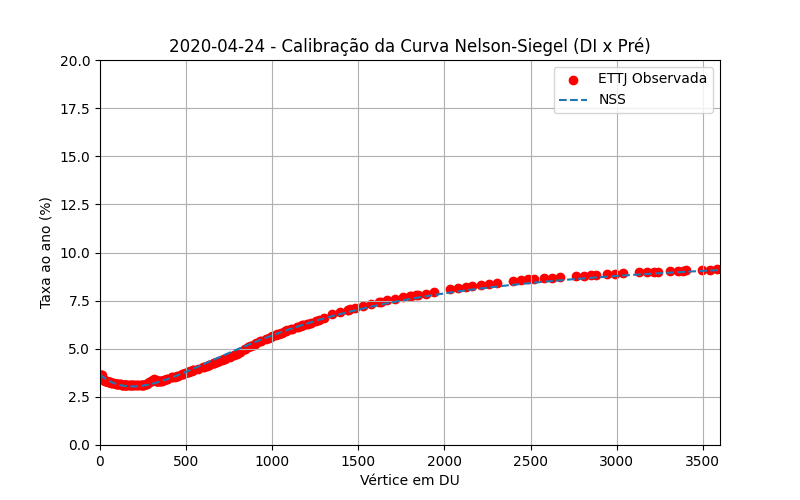 2020-04-24 - Calibração da Curva Nelson-Siegel (DI x Pré)
ETTJ Observada
NSS
Taxa ao ano (%)
20.0
17.5
15.0
12.5
10.0
7.5
5.0
2.5
0.0
0 500 1000 1500 2000 2500 3000 3500
Vértice em DU